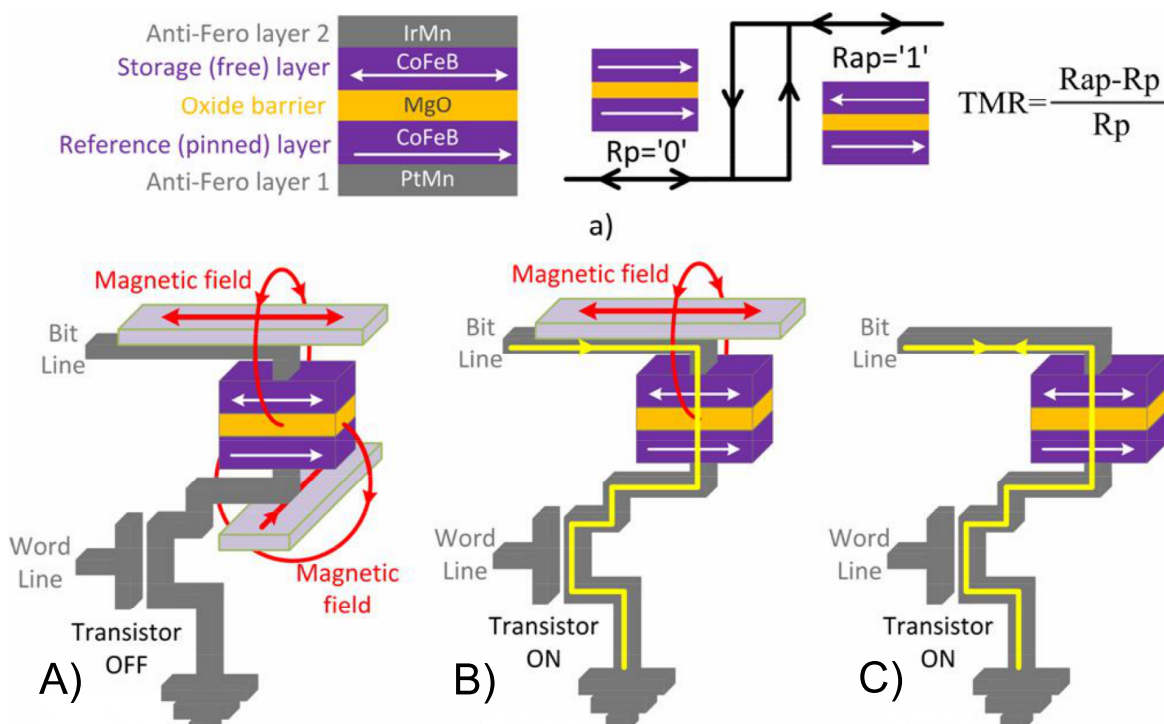 Anti-Fero layer 2
IrMn
Storage (free) layer
CoFeB
Oxide barrier
MgO
Reference (pinned) layer
CoFeB
Anti-Fero layer 1
PtMn
Rp='0'
Rap='1'
TMR=
Rap-Rp
Rp
a)
Magnetic field
Bit
Line
Word
Line
Magnetic
field
Transistor
OFF
A)
Magnetic field
Bit
Line
Word
Line
Transistor
ON
B)
Bit
Line
Word
Line
Transistor
ON
C)